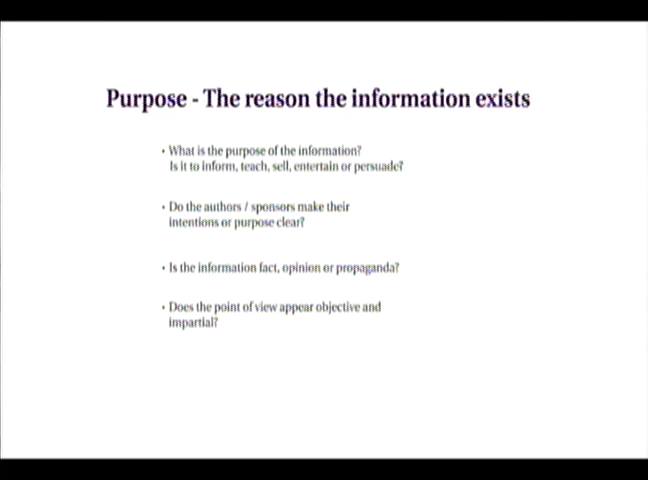 Purpose - The reason the information exists
• What is the purpose of the information?
Is it to inform, teach, sell, entertain or persuade?
• Do the authors / sponsors make their
intentions or purpose clear?
• Is the information fact, opinion or propaganda?
• Does the point of view appear objective and
impartial?